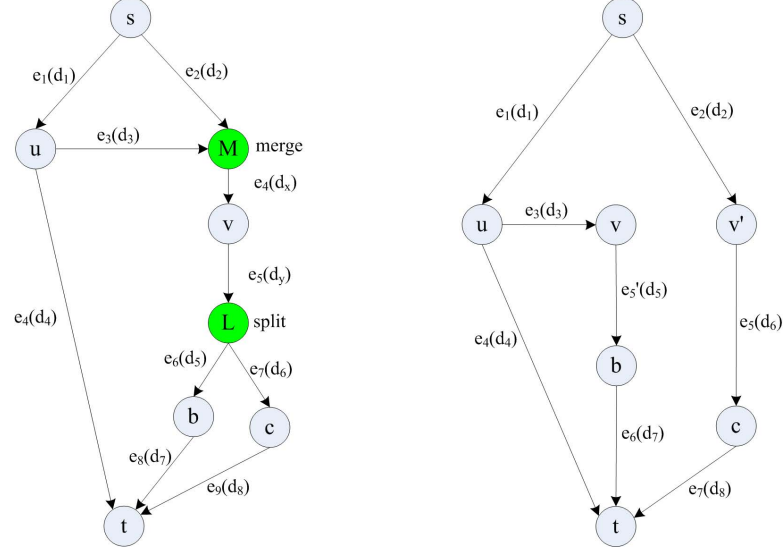 s
e₁(d₁)
e₂(d₂)
u
e₃(d₃)
M
merge
e₄(dₓ)
v
e₅(d_y)
e₄(d₄)
L
split
e₆(d₅)
e₇(d₆)
b
c
e₈(d₇)
e₉(d₈)
t
s
e₁(d₁)
e₂(d₂)
u
e₃(d₃)
v
v'
e₅'(d₅)
e₅(d₆)
e₄(d₄)
b
c
e₆(d₇)
e₇(d₈)
t